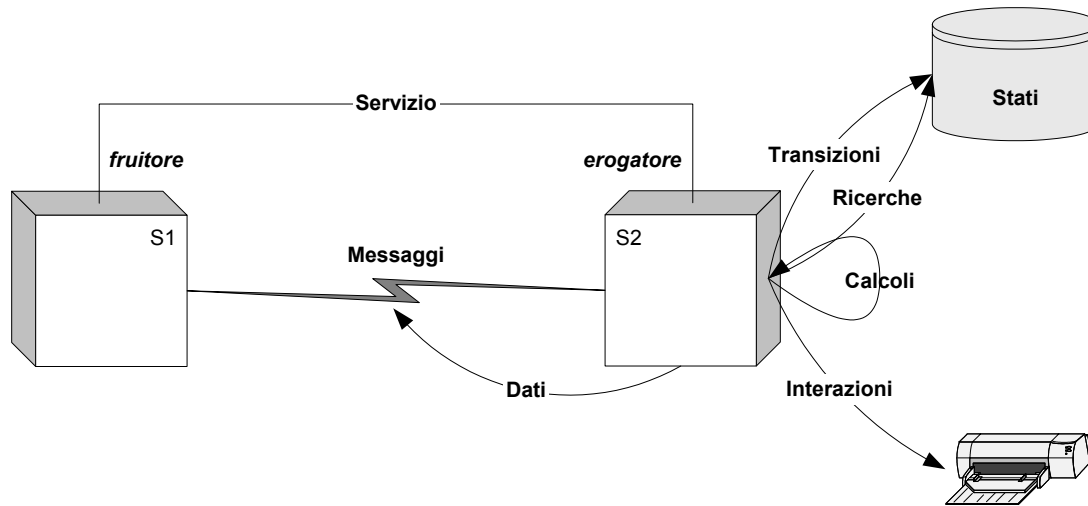 Servizio
Stati
fruitore
erogatore
Transizioni
Ricerche
S1
S2
Messaggi
Calcoli
Dati
Interazioni